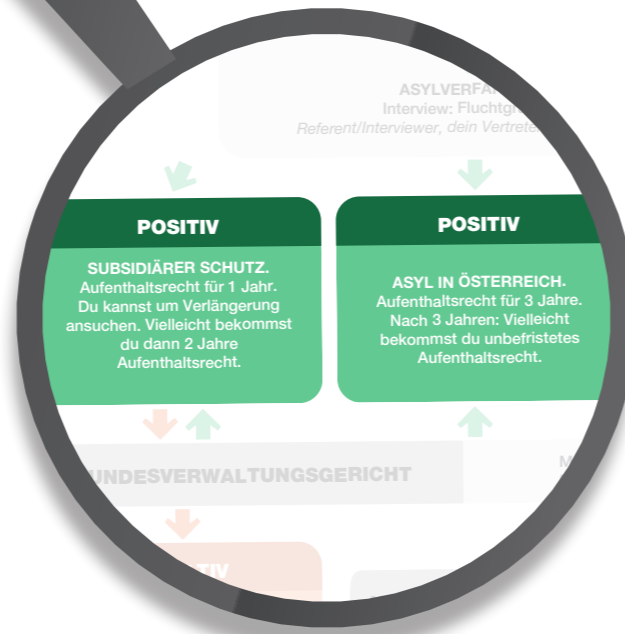 ASYLVERFA
Interview: Fluchtgr
Referent/Interviewer, dein Vertrete
POSITIV
SUBSIDIÄRER SCHUTZ.
Aufenthaltsrecht für 1 Jahr.
Du kannst um Verlängerung
ansuchen. Vielleicht bekommst
du dann 2 Jahre
Aufenthaltsrecht.
POSITIV
ASYL IN ÖSTERREICH.
Aufenthaltsrecht für 3 Jahre.
Nach 3 Jahren: Vielleicht
bekommst du unbefristetes
Aufenthaltsrecht.
UNDESVERWALTUNGSGERICHT
M
TIV